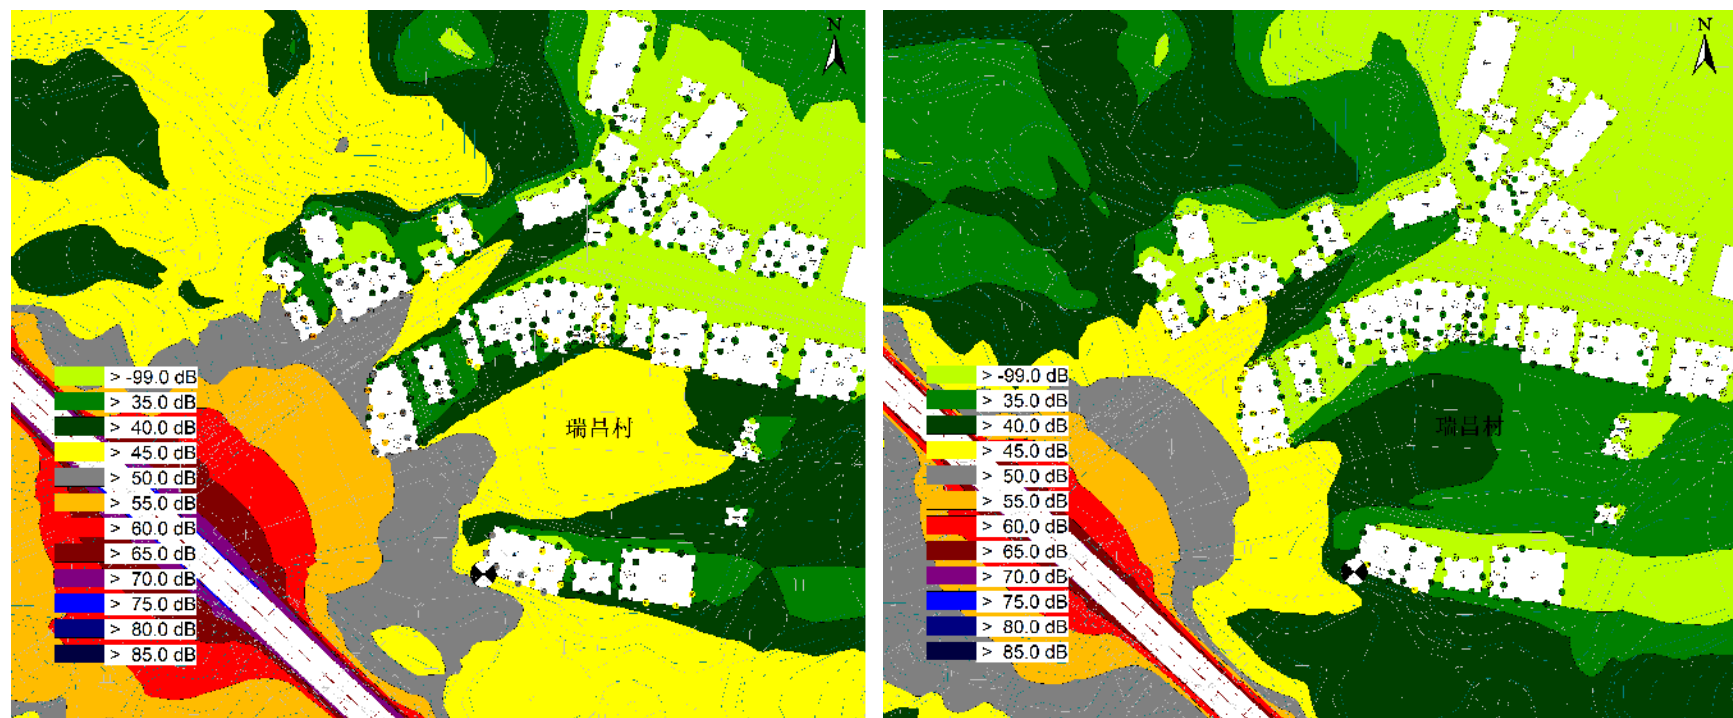 N
瑞吕村
> -99.0 dB
> 35.0 dB
> 40.0 dB
> 45.0 dB
> 50.0 dB
> 55.0 dB
> 60.0 dB
> 65.0 dB
> 70.0 dB
> 75.0 dB
> 80.0 dB
> 85.0 dB
N
瑞吕村
> -99.0 dB
> 35.0 dB
> 40.0 dB
> 45.0 dB
> 50.0 dB
> 55.0 dB
> 60.0 dB
> 65.0 dB
> 70.0 dB
> 75.0 dB
> 80.0 dB
> 85.0 dB